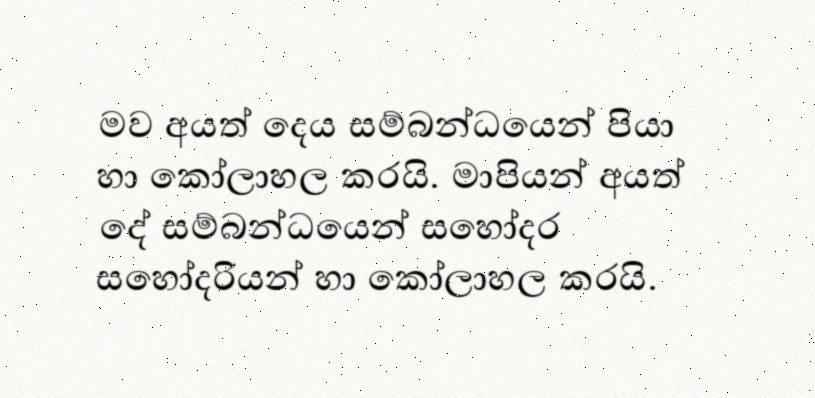 මව අයත් දෙය සම්බන්ධයෙන් පියා
හා කෝලාහල කරයි. මාපියන් අයත්
දේ සම්බන්ධයෙන් සහෝදර
සහෝදරියන් හා කෝලාහල කරයි.